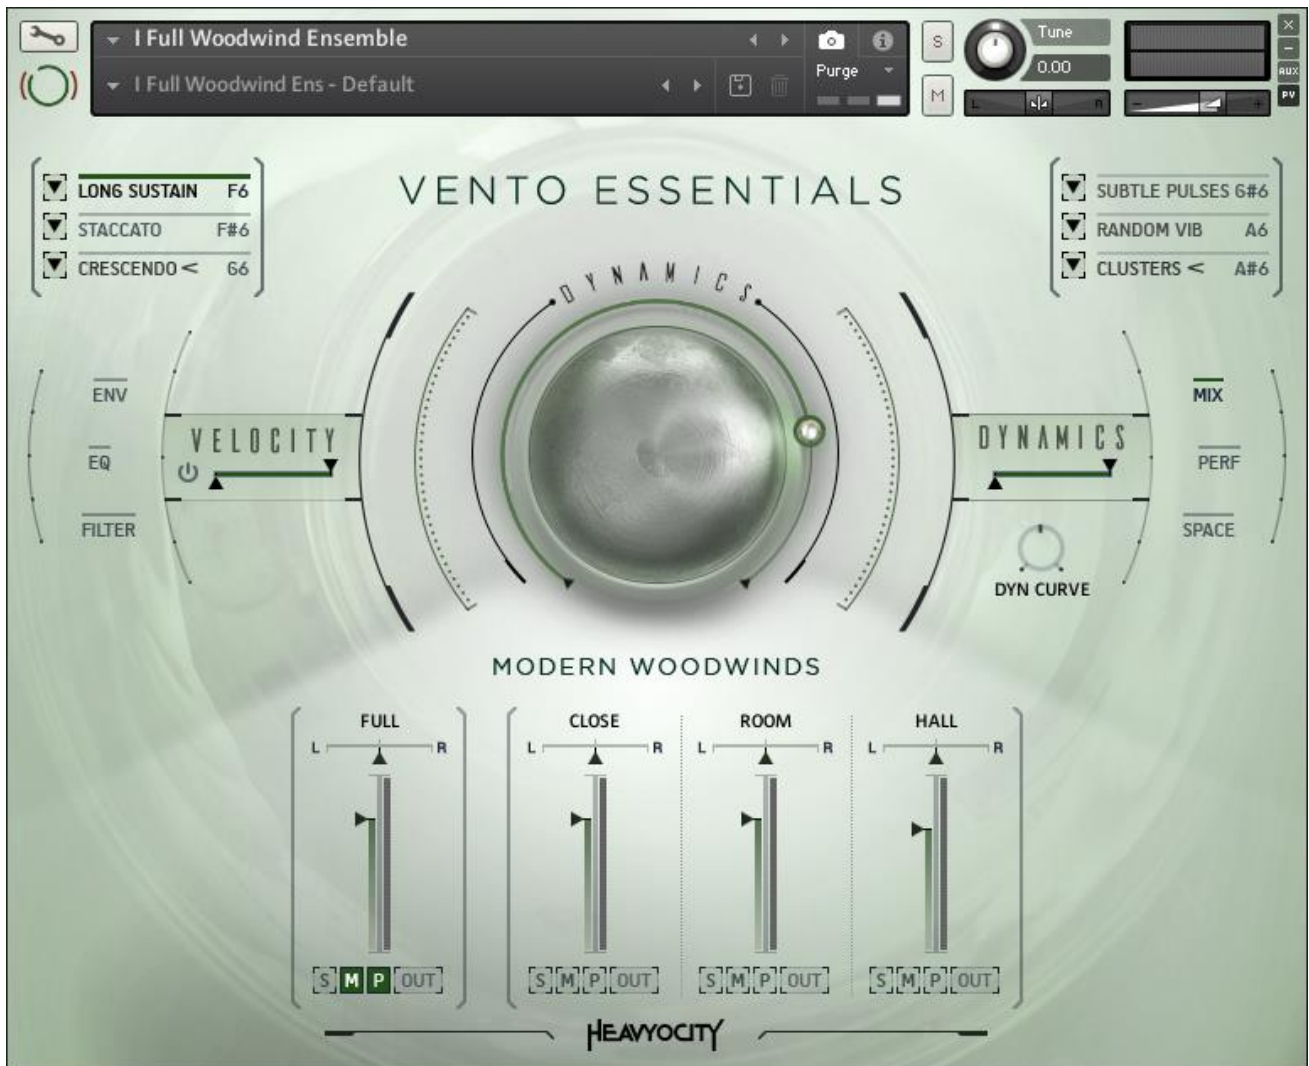 I Full Woodwind Ensemble
I Full Woodwind Ens - Default
Purge
S
M
Tune
0.00
L R
- +
×
-
AUX
PV
LONG SUSTAIN F6
STACCATO F#6
CRESCENDO < G6
VENTO ESSENTIALS
SUBTLE PULSES G#6
RANDOM VIB A6
CLUSTERS < A#6
DYNAMICS
ENV
EQ
FILTER
VELOCITY
DYNAMICS
DYN CURVE
MIX
PERF
SPACE
MODERN WOODWINDS
FULL
L R
S M P OUT
CLOSE
L R
S M P OUT
ROOM
L R
S M P OUT
HALL
L R
S M P OUT
HEAVYOCITY